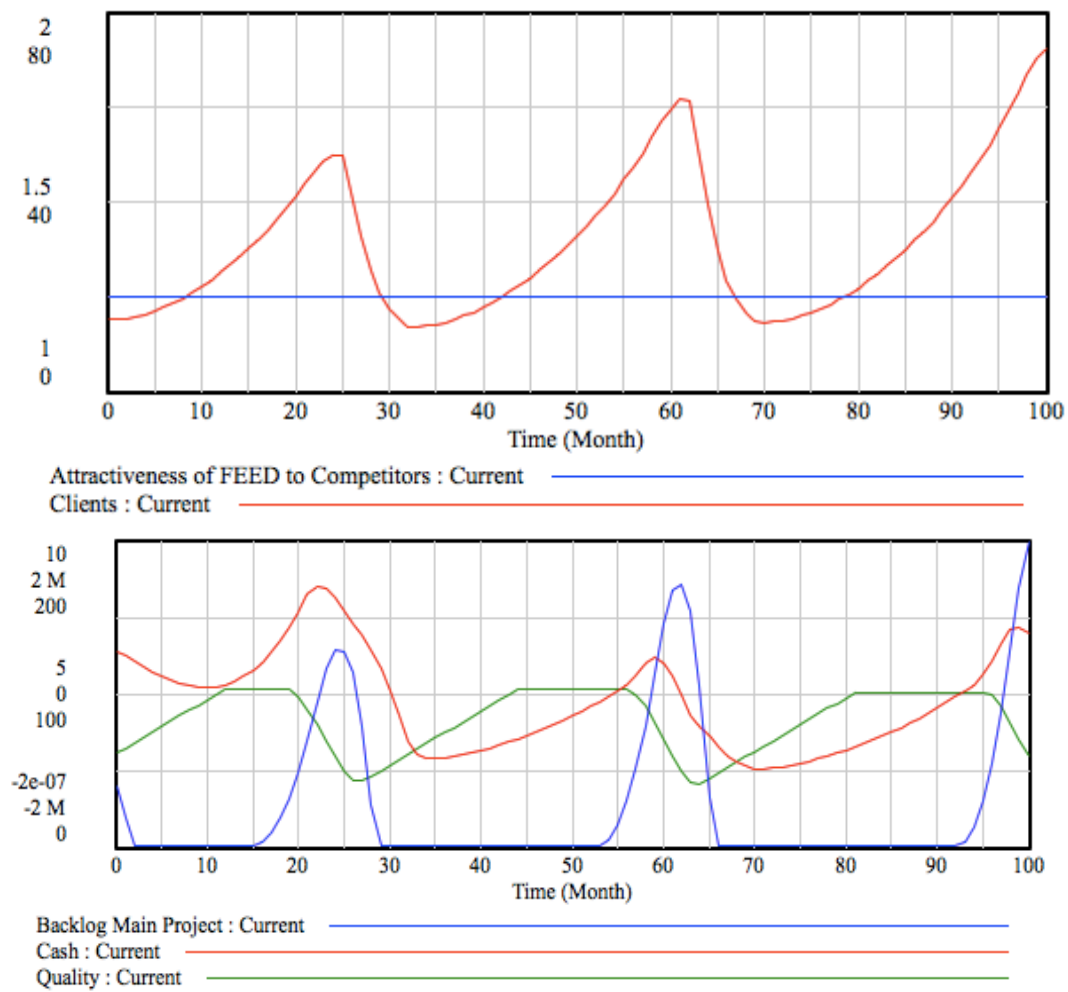 2
80
1.5
40
1
0
0 10 20 30 40 50 60 70 80 90 100
Time (Month)
Attractiveness of FEED to Competitors : Current
Clients : Current
10
2 M
200
5
0
100
-2e-07
-2 M
0
0 10 20 30 40 50 60 70 80 90 100
Time (Month)
Backlog Main Project : Current
Cash : Current
Quality : Current